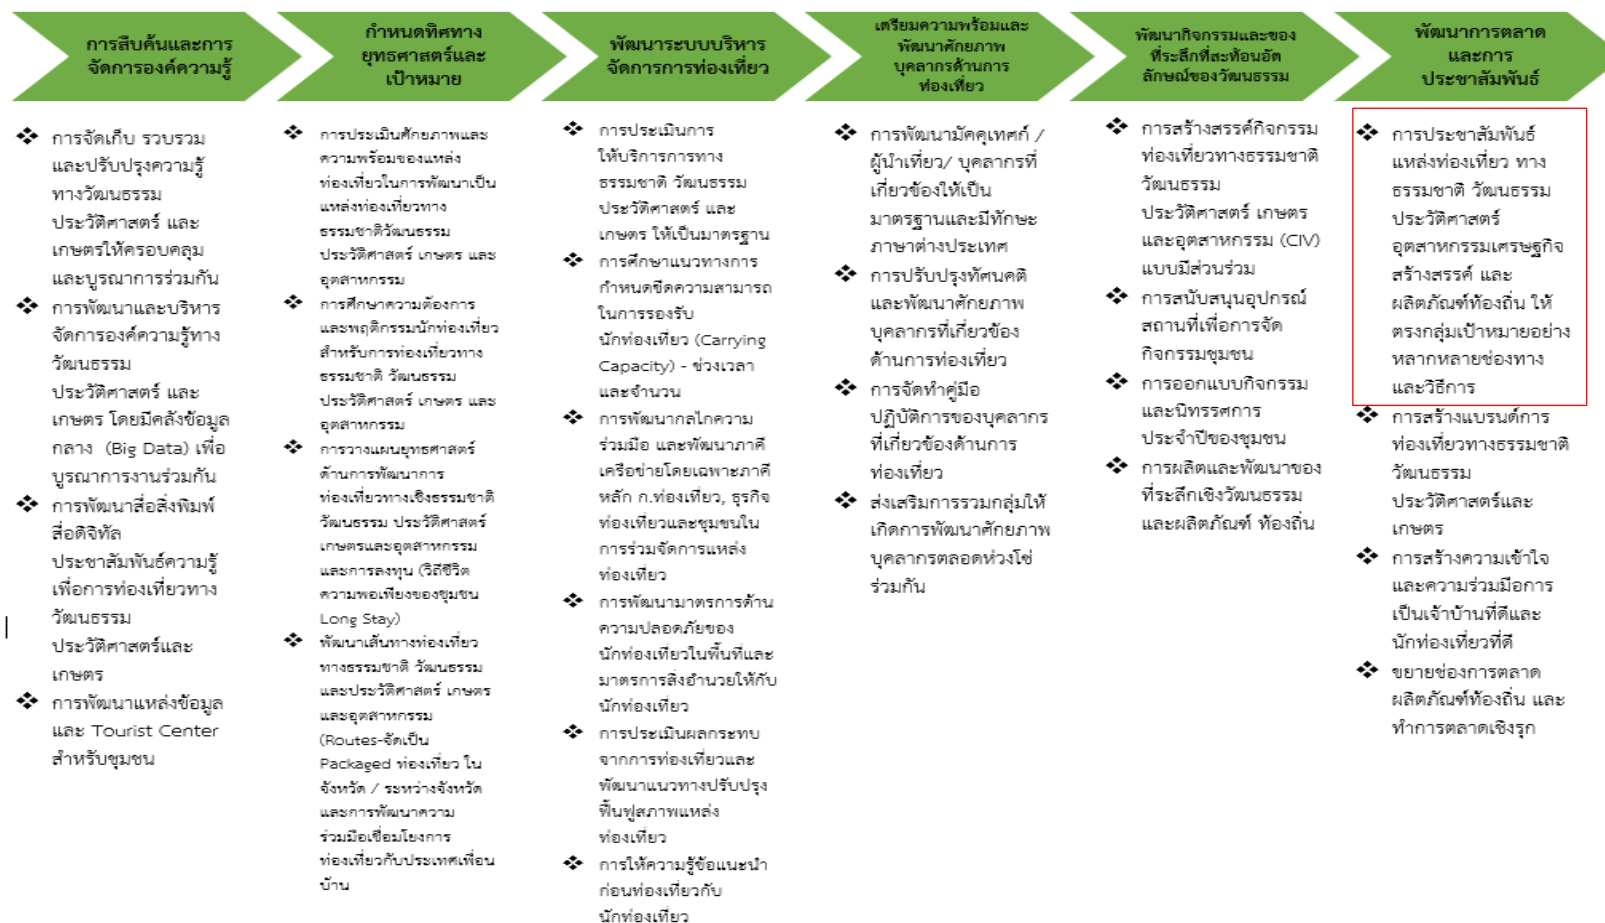 การสืบค้นและการ
จัดการองค์ความรู้
❖ การจัดเก็บ รวบรวม
และปรับปรุงความรู้
ทางวัฒนธรรม
ประวัติศาสตร์ และ
เกษตรให้ครอบคลุม
และบูรณาการร่วมกัน
❖ การพัฒนาและบริหาร
จัดการองค์ความรู้ทาง
วัฒนธรรม
ประวัติศาสตร์ และ
เกษตร โดยมีคลังข้อมูล
กลาง (Big Data) เพื่อ
บูรณาการงานร่วมกัน
❖ การพัฒนาสื่อสิ่งพิมพ์
สื่อดิจิทัล
ประชาสัมพันธ์ความรู้
เพื่อการท่องเที่ยวทาง
วัฒนธรรม
ประวัติศาสตร์และ
เกษตร
❖ การพัฒนาแหล่งข้อมูล
และ Tourist Center
สำหรับชุมชน
กำหนดทิศทาง
ยุทธศาสตร์และ
เป้าหมาย
❖ การประเมินศักยภาพและ
ความพร้อมของแหล่ง
ท่องเที่ยวในการพัฒนาเป็น
แหล่งท่องเที่ยวทาง
ธรรมชาติวัฒนธรรม
ประวัติศาสตร์ เกษตร และ
อุตสาหกรรม
❖ การศึกษาความต้องการ
และพฤติกรรมนักท่องเที่ยว
สำหรับการท่องเที่ยวทาง
ธรรมชาติ วัฒนธรรม
ประวัติศาสตร์ เกษตร และ
อุตสาหกรรม
❖ การวางแผนยุทธศาสตร์
ด้านการพัฒนาการ
ท่องเที่ยวทางเชิงธรรมชาติ
วัฒนธรรม ประวัติศาสตร์
เกษตรและอุตสาหกรรม
และการลงทุน (วิถีชีวิต
ความพอเพียงของชุมชน
Long Stay)
❖ พัฒนาเส้นทางท่องเที่ยว
ทางธรรมชาติ วัฒนธรรม
และประวัติศาสตร์ เกษตร
และอุตสาหกรรม
(Routes-จัดเป็น
Packaged ท่องเที่ยว ใน
จังหวัด / ระหว่างจังหวัด
และการพัฒนาความ
ร่วมมือเชื่อมโยงการ
ท่องเที่ยวกับประเทศเพื่อน
บ้าน
พัฒนาระบบบริหาร
จัดการการท่องเที่ยว
❖ การประเมินการ
ให้บริการการทาง
ธรรมชาติ วัฒนธรรม
ประวัติศาสตร์ และ
เกษตร ให้เป็นมาตรฐาน
❖ การศึกษาแนวทางการ
กำหนดขีดความสามารถ
ในการรองรับ
นักท่องเที่ยว (Carrying
Capacity) - ช่วงเวลา
และจำนวน
❖ การพัฒนากลไกความ
ร่วมมือ และพัฒนาภาคี
เครือข่ายโดยเฉพาะภาคี
หลัก ก.ท่องเที่ยว, ธุรกิจ
ท่องเที่ยวและชุมชนใน
การร่วมจัดการแหล่ง
ท่องเที่ยว
❖ การพัฒนามาตรการด้าน
ความปลอดภัยของ
นักท่องเที่ยวในพื้นที่และ
มาตรการสิ่งอำนวยให้กับ
นักท่องเที่ยว
❖ การประเมินผลกระทบ
จากการท่องเที่ยวและ
พัฒนาแนวทางปรับปรุง
ฟื้นฟูสภาพแหล่ง
ท่องเที่ยว
❖ การให้ความรู้ข้อแนะนำ
ก่อนท่องเที่ยวกับ
นักท่องเที่ยว
เตรียมความพร้อมและ
พัฒนาศักยภาพ
บุคลากรด้านการ
ท่องเที่ยว
❖ การพัฒนามัคคุเทศก์ /
ผู้นำเที่ยว/ บุคลากรที่
เกี่ยวข้องให้เป็น
มาตรฐานและมีทักษะ
ภาษาต่างประเทศ
❖ การปรับปรุงทัศนคติ
และพัฒนาศักยภาพ
บุคลากรที่เกี่ยวข้อง
ด้านการท่องเที่ยว
❖ การจัดทำคู่มือ
ปฏิบัติการของบุคลากร
ที่เกี่ยวข้องด้านการ
ท่องเที่ยว
❖ ส่งเสริมการรวมกลุ่มให้
เกิดการพัฒนาศักยภาพ
บุคลากรตลอดห่วงโซ่
ร่วมกัน
พัฒนากิจกรรมและของ
ที่ระลึกที่สะท้อนอัต
ลักษณ์ของวัฒนธรรม
❖ การสร้างสรรค์กิจกรรม
ท่องเที่ยวทางธรรมชาติ
วัฒนธรรม
ประวัติศาสตร์ เกษตร
และอุตสาหกรรม (CIV)
แบบมีส่วนร่วม
❖ การสนับสนุนอุปกรณ์
สถานที่เพื่อการจัด
กิจกรรมชุมชน
❖ การออกแบบกิจกรรม
และนิทรรศการ
ประจำปีของชุมชน
❖ การผลิตและพัฒนาของ
ที่ระลึกเชิงวัฒนธรรม
และผลิตภัณฑ์ ท้องถิ่น
พัฒนาการตลาด
และการ
ประชาสัมพันธ์
❖ การประชาสัมพันธ์
แหล่งท่องเที่ยว ทาง
ธรรมชาติ วัฒนธรรม
ประวัติศาสตร์
อุตสาหกรรมเศรษฐกิจ
สร้างสรรค์ และ
ผลิตภัณฑ์ท้องถิ่น ให้
ตรงกลุ่มเป้าหมายอย่าง
หลากหลายช่องทาง
และวิธีการ
❖ การสร้างแบรนด์การ
ท่องเที่ยวทางธรรมชาติ
วัฒนธรรม
ประวัติศาสตร์และ
เกษตร
❖ การสร้างความเข้าใจ
และความร่วมมือการ
เป็นเจ้าบ้านที่ดีและ
นักท่องเที่ยวที่ดี
❖ ขยายช่องการตลาด
ผลิตภัณฑ์ท้องถิ่น และ
ทำการตลาดเชิงรุก